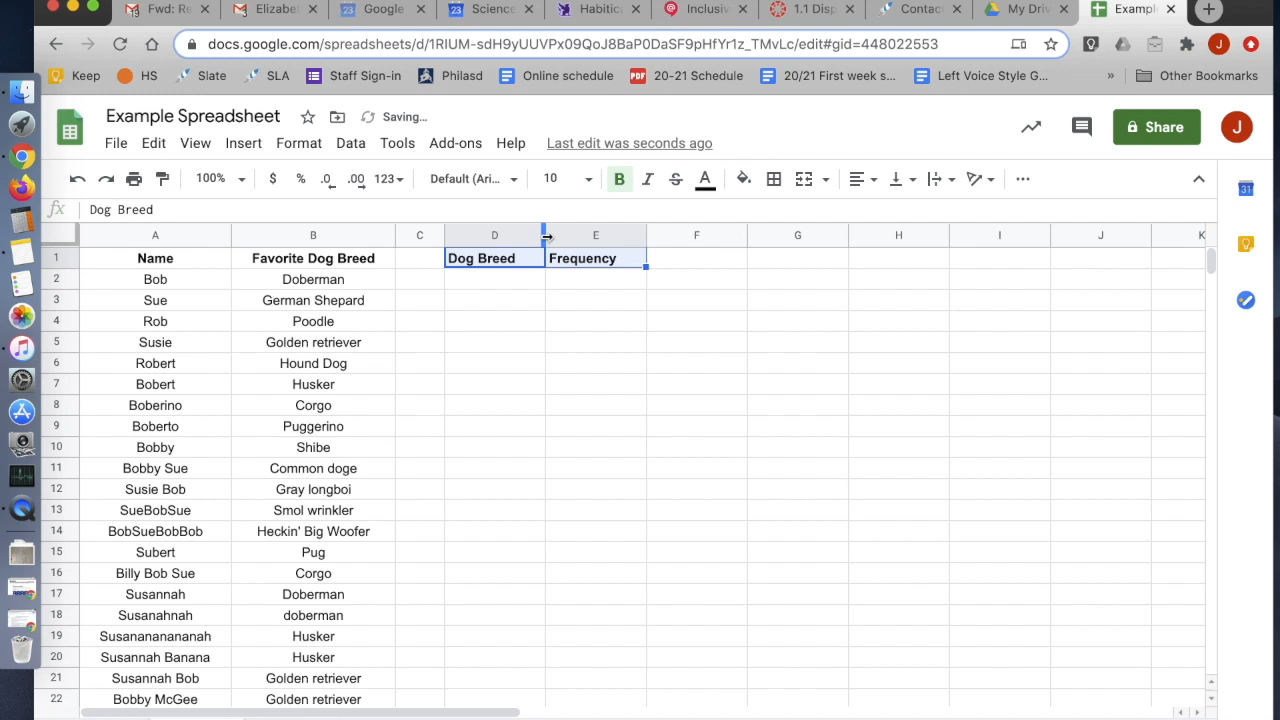 Fwd: Re Elizabet Google Science Habitica Inclusiv 1.1 Disp Contact My Driv Exampl
docs.google.com/spreadsheets/d/1RIUM-sdH9yUUVPx09QoJ8BaP0DaSF9pHfYr1z_TMvLc/edit#gid=448022553
Keep HS Slate SLA Staff Sign-in Philasd Online schedule PDF 20-21 Schedule 20/21 First week s... Left Voice Style G... » Other Bookmarks
Example Spreadsheet Saving...
File Edit View Insert Format Data Tools Add-ons Help Last edit was seconds ago Share J
100% $ % .0 .00 123 Default (Ari... 10 B I S A ...
fx Dog Breed
A B C D E F G H I J K
1 Name Favorite Dog Breed Dog Breed Frequency
2 Bob Doberman
3 Sue German Shepard
4 Rob Poodle
5 Susie Golden retriever
6 Robert Hound Dog
7 Bobert Husker
8 Boberino Corgo
9 Boberto Puggerino
10 Bobby Shibe
11 Bobby Sue Common doge
12 Susie Bob Gray longboi
13 SueBobSue Smol wrinkler
14 BobSueBobBob Heckin' Big Woofer
15 Subert Pug
16 Billy Bob Sue Corgo
17 Susannah Doberman
18 Susanahnah doberman
19 Susananananahah Husker
20 Susannah Banana Husker
21 Susannah Bob Golden retriever
22 Bobby McGee Golden retriever